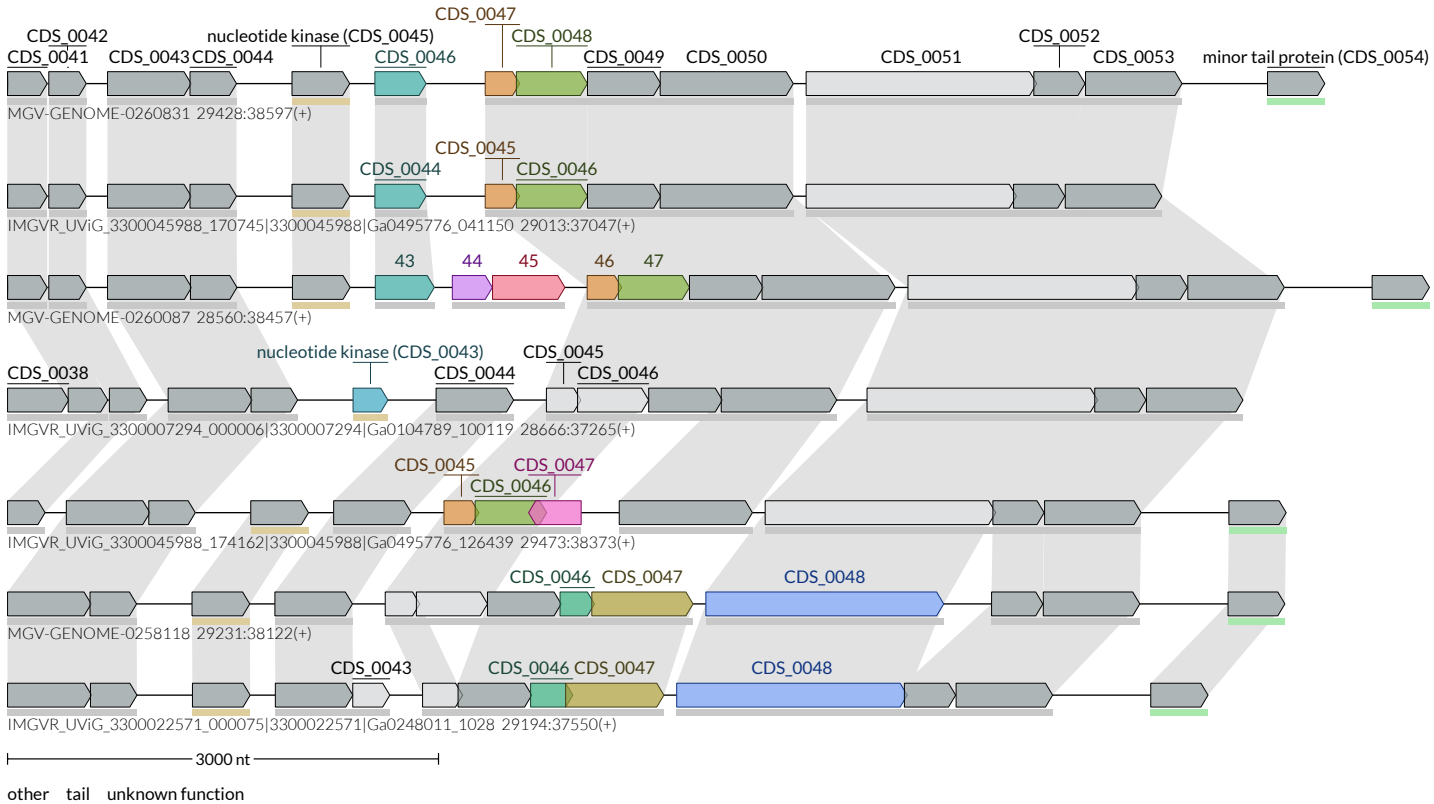 CDS_0047
CDS_0042 nucleotide kinase (CDS_0045) CDS_0048 CDS_0052
CDS_0041 CDS_0043 CDS_0044 CDS_0046 CDS_0049 CDS_0050 CDS_0051 CDS_0053 minor tail protein (CDS_0054)
MGV-GENOME-0260831 29428:38597(+)
CDS_0045
CDS_0044 CDS_0046
IMGVR_UViG_3300045988_170745|3300045988|Ga0495776_041150 29013:37047(+)
43 44 45 46 47
MGV-GENOME-0260087 28560:38457(+)
nucleotide kinase (CDS_0043) CDS_0045
CDS_0038 CDS_0044 CDS_0046
IMGVR_UViG_3300007294_000006|3300007294|Ga0104789_100119 28666:37265(+)
CDS_0045 CDS_0047
CDS_0046
IMGVR_UViG_3300045988_174162|3300045988|Ga0495776_126439 29473:38373(+)
CDS_0046 CDS_0047 CDS_0048
MGV-GENOME-0258118 29231:38122(+)
CDS_0043 CDS_0046 CDS_0047 CDS_0048
IMGVR_UViG_3300022571_000075|3300022571|Ga0248011_1028 29194:37550(+)
3000 nt
other tail unknown function